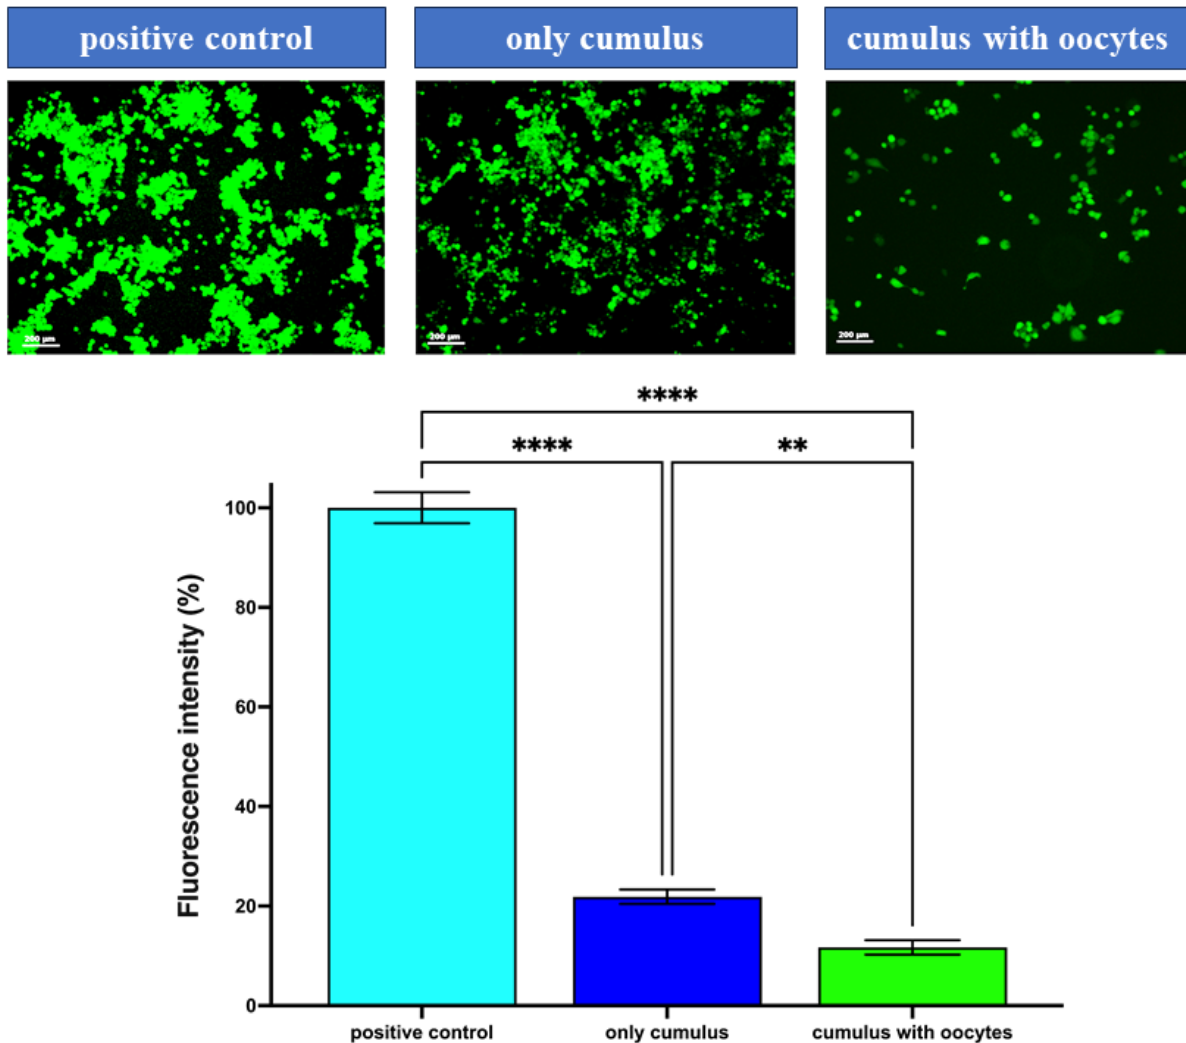 positive control
only cumulus
cumulus with oocytes
200 µm
200 µm
200 µm
****
****
**
Fluorescence intensity (%)
100
80
60
40
20
0
positive control
only cumulus
cumulus with oocytes